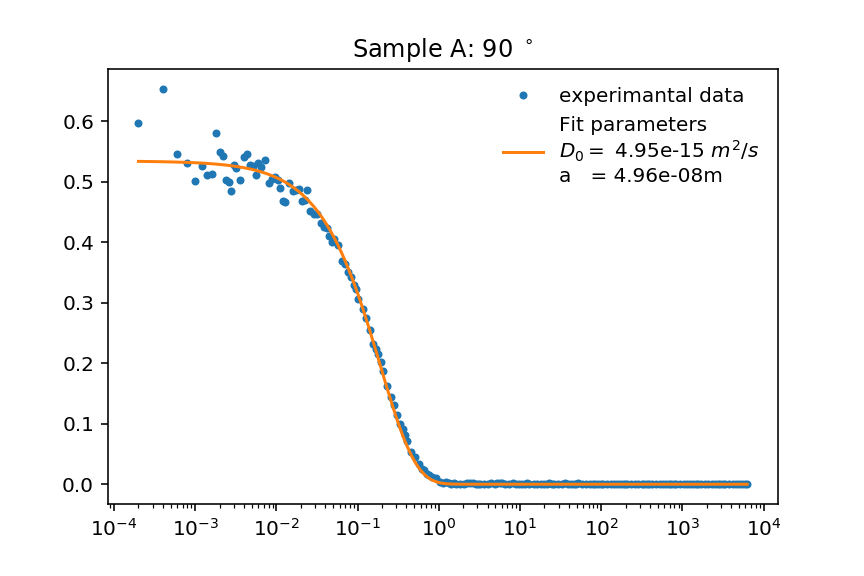 Sample A: 90 °
experimantal data
Fit parameters
D₀ = 4.95e-15 m²/s
a = 4.96e-08m
0.6
0.5
0.4
0.3
0.2
0.1
0.0
10⁻⁴ 10⁻³ 10⁻² 10⁻¹ 10⁰ 10¹ 10² 10³ 10⁴